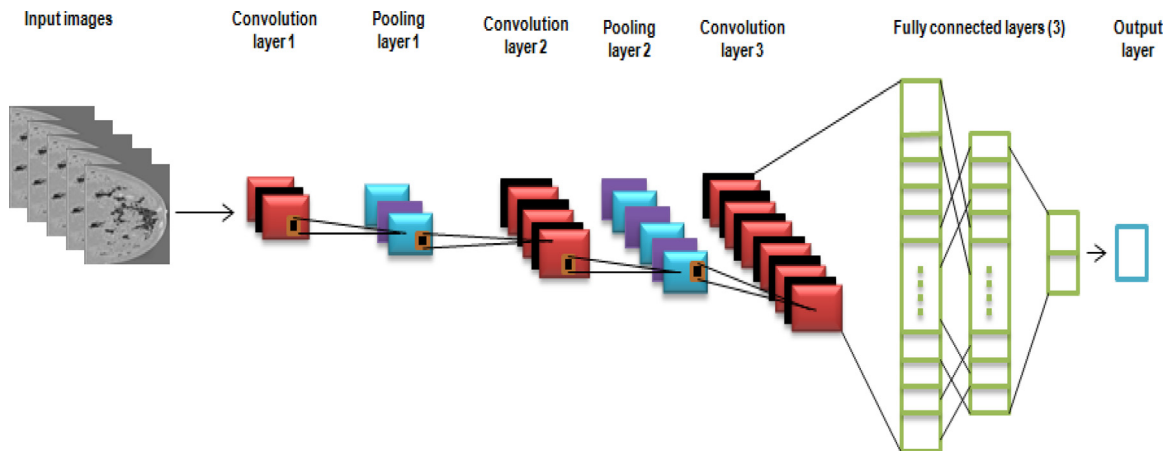 Input images
Convolution
layer 1
Pooling
layer 1
Convolution
layer 2
Pooling
layer 2
Convolution
layer 3
Fully connected layers (3)
Output
layer